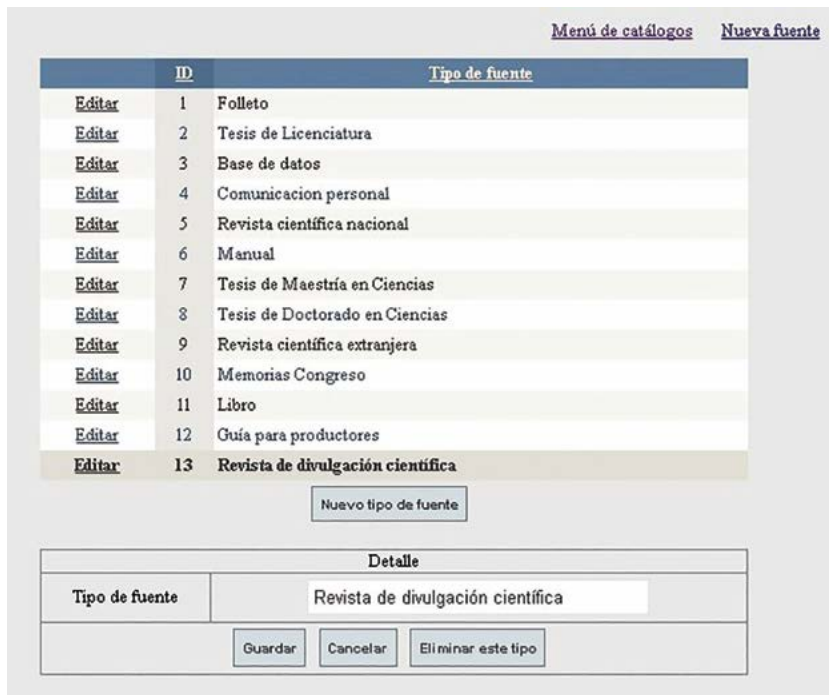 Menú de catálogos Nueva fuente
ID Tipo de fuente
Editar 1 Folleto
Editar 2 Tesis de Licenciatura
Editar 3 Base de datos
Editar 4 Comunicacion personal
Editar 5 Revista científica nacional
Editar 6 Manual
Editar 7 Tesis de Maestría en Ciencias
Editar 8 Tesis de Doctorado en Ciencias
Editar 9 Revista científica extranjera
Editar 10 Memorias Congreso
Editar 11 Libro
Editar 12 Guía para productores
Editar 13 Revista de divulgación científica
Nuevo tipo de fuente
Detalle
Tipo de fuente Revista de divulgación científica
Guardar Cancelar Eliminar este tipo